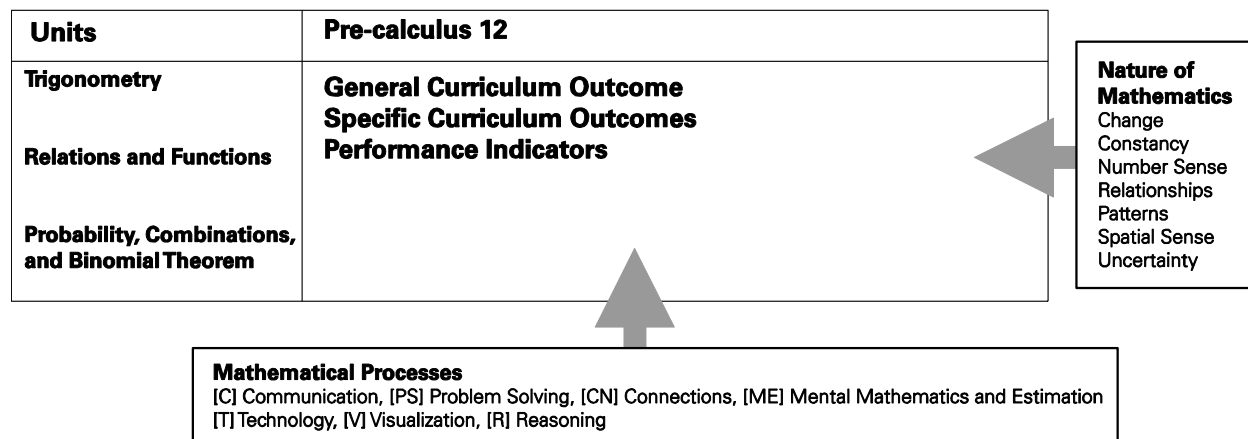 Units
Pre-calculus 12
Trigonometry
Relations and Functions
Probability, Combinations,
and Binomial Theorem
General Curriculum Outcome
Specific Curriculum Outcomes
Performance Indicators
Nature of
Mathematics
Change
Constancy
Number Sense
Relationships
Patterns
Spatial Sense
Uncertainty
Mathematical Processes
[C] Communication, [PS] Problem Solving, [CN] Connections, [ME] Mental Mathematics and Estimation
[T] Technology, [V] Visualization, [R] Reasoning